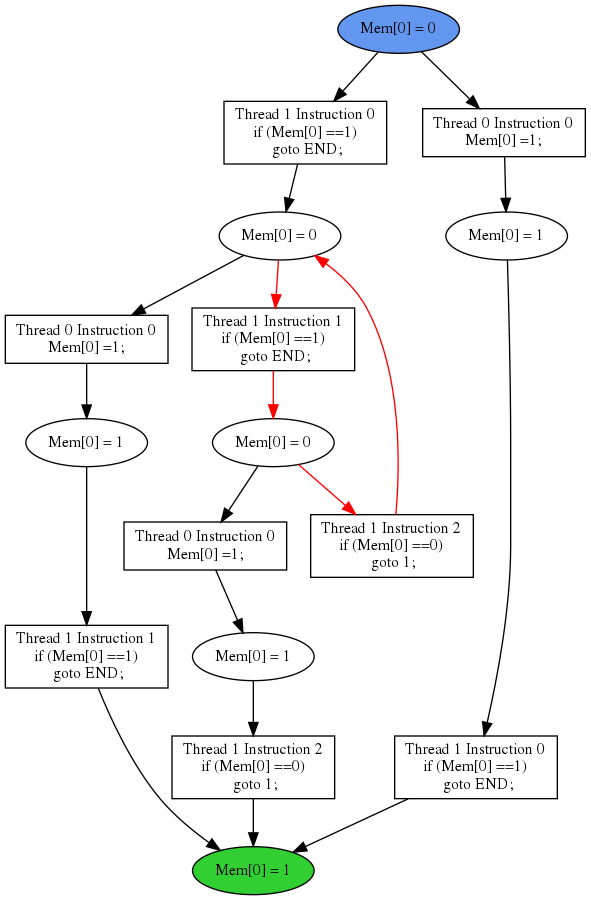 Mem[0] = 0
Thread 1 Instruction 0
if (Mem[0] ==1)
goto END;
Thread 0 Instruction 0
Mem[0] =1;
Mem[0] = 0
Mem[0] = 1
Thread 0 Instruction 0
Mem[0] =1;
Thread 1 Instruction 1
if (Mem[0] ==1)
goto END;
Mem[0] = 1
Mem[0] = 0
Thread 0 Instruction 0
Mem[0] =1;
Thread 1 Instruction 2
if (Mem[0] ==0)
goto 1;
Thread 1 Instruction 1
if (Mem[0] ==1)
goto END;
Mem[0] = 1
Thread 1 Instruction 2
if (Mem[0] ==0)
goto 1;
Thread 1 Instruction 0
if (Mem[0] ==1)
goto END;
Mem[0] = 1